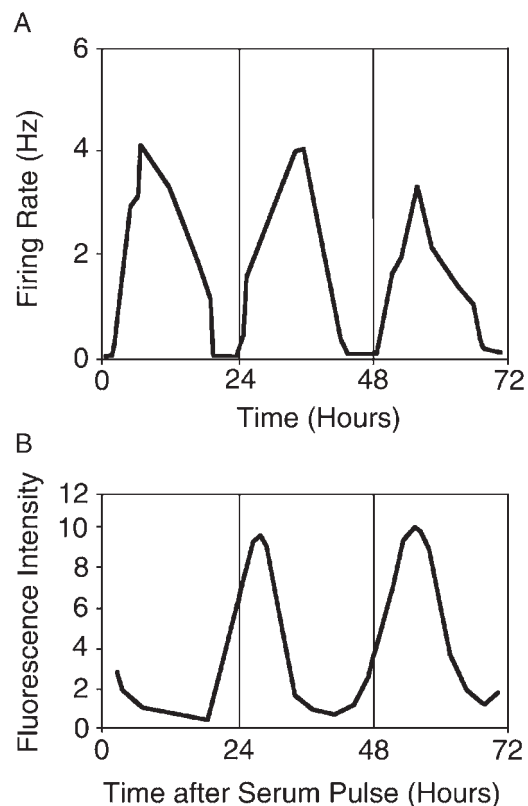 A
Firing Rate (Hz)
6
4
2
0
0 24 48 72
Time (Hours)
B
Fluorescence Intensity
12
10
8
6
4
2
0
0 24 48 72
Time after Serum Pulse (Hours)